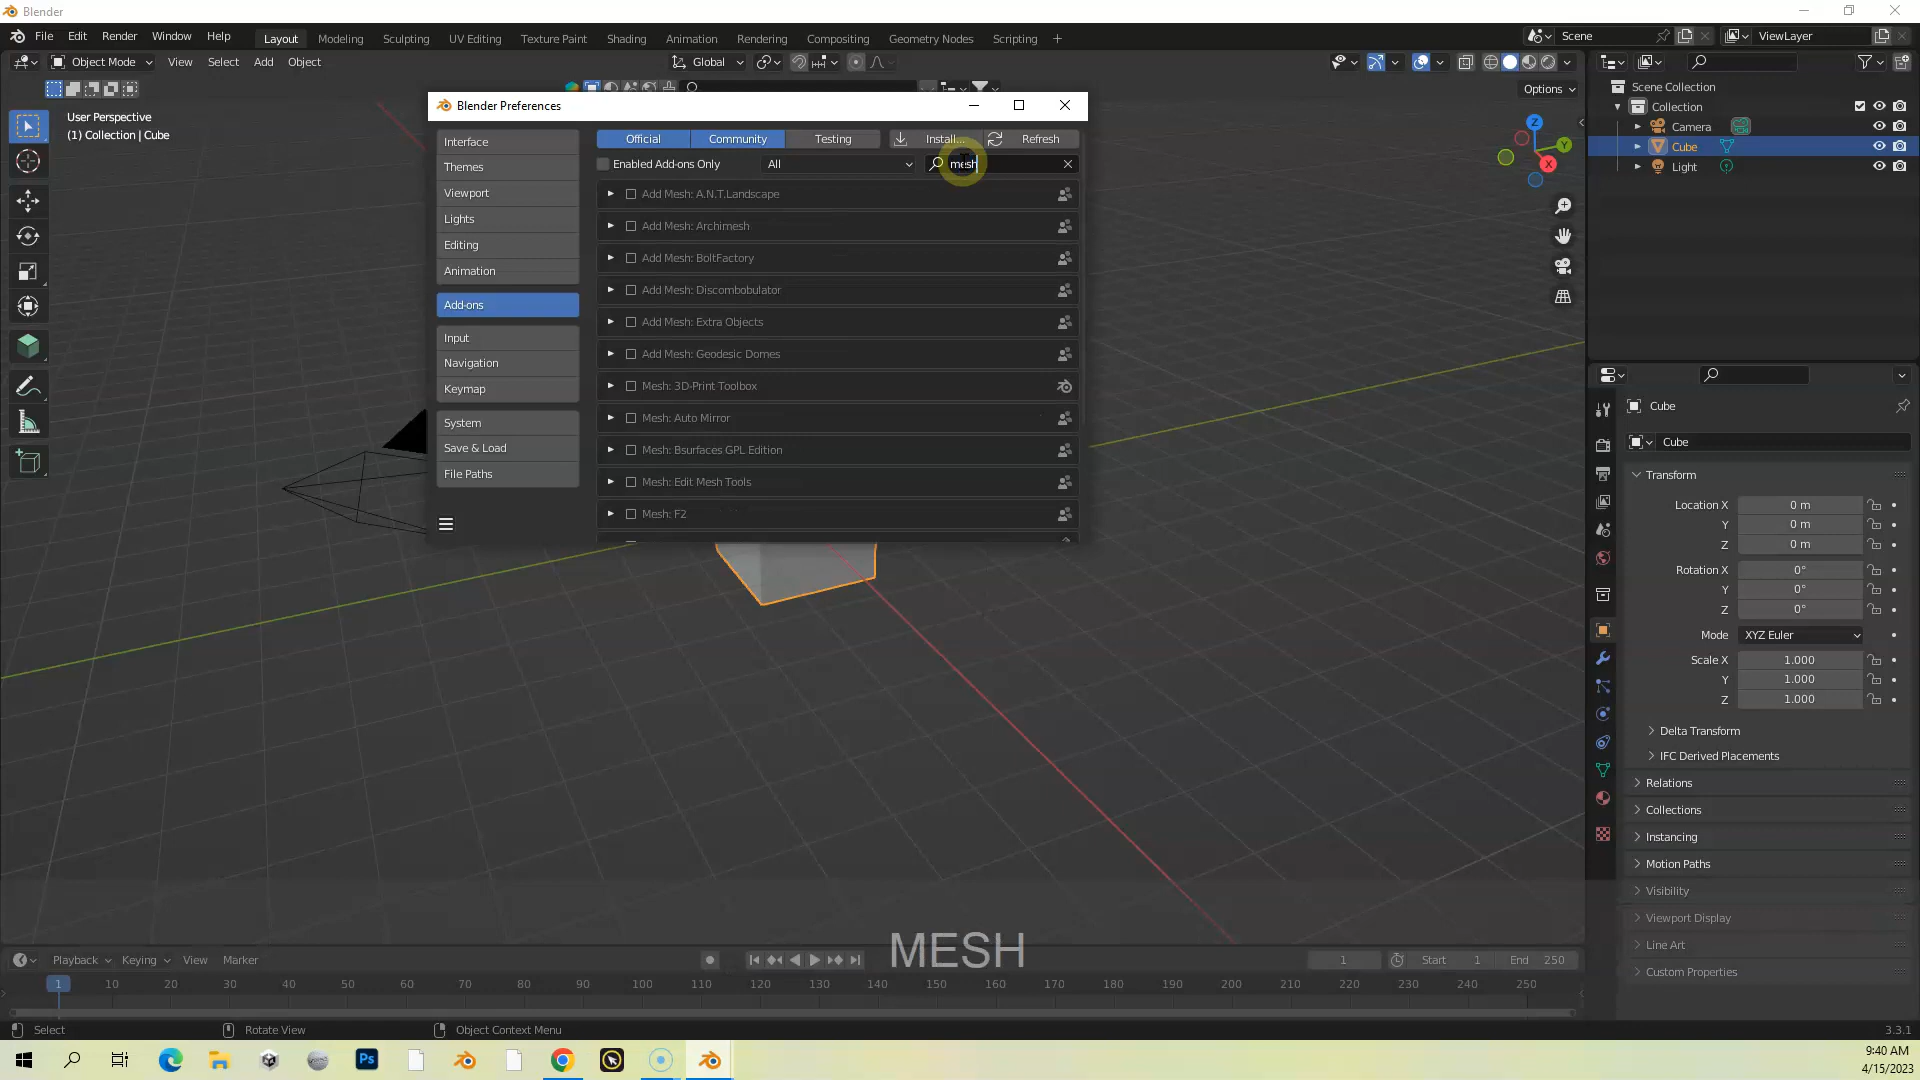 Blender
File Edit Render Window Help Layout Modeling Sculpting UV Editing Texture Paint Shading Animation Rendering Compositing Geometry Nodes Scripting + Scene ViewLayer
Object Mode View Select Add Object Global
Options
User Perspective
(1) Collection | Cube
Blender Preferences
Interface
Themes
Viewport
Lights
Editing
Animation
Add-ons
Input
Navigation
Keymap
System
Save & Load
File Paths
Official Community Testing Install... Refresh
Enabled Add-ons Only All mesh
Add Mesh: A.N.T.Landscape
Add Mesh: Archimesh
Add Mesh: BoltFactory
Add Mesh: Discombobulator
Add Mesh: Extra Objects
Add Mesh: Geodesic Domes
Mesh: 3D-Print Toolbox
Mesh: Auto Mirror
Mesh: Bsurfaces GPL Edition
Mesh: Edit Mesh Tools
Mesh: F2
Z
Y
X
Scene Collection
Collection
Camera
Cube
Light
Cube
Cube
Transform
Location X 0 m
Y 0 m
Z 0 m
Rotation X 0°
Y 0°
Z 0°
Mode XYZ Euler
Scale X 1.000
Y 1.000
Z 1.000
Delta Transform
IFC Derived Placements
Relations
Collections
Instancing
Motion Paths
Visibility
Viewport Display
Line Art
Custom Properties
MESH
Playback Keying View Marker 1 Start 1 End 250
1 10 20 30 40 50 60 70 80 90 100 110 120 130 140 150 160 170 180 190 200 210 220 230 240 250
Select Rotate View Object Context Menu 3.3.1
Ps
9:40 AM
4/15/2023